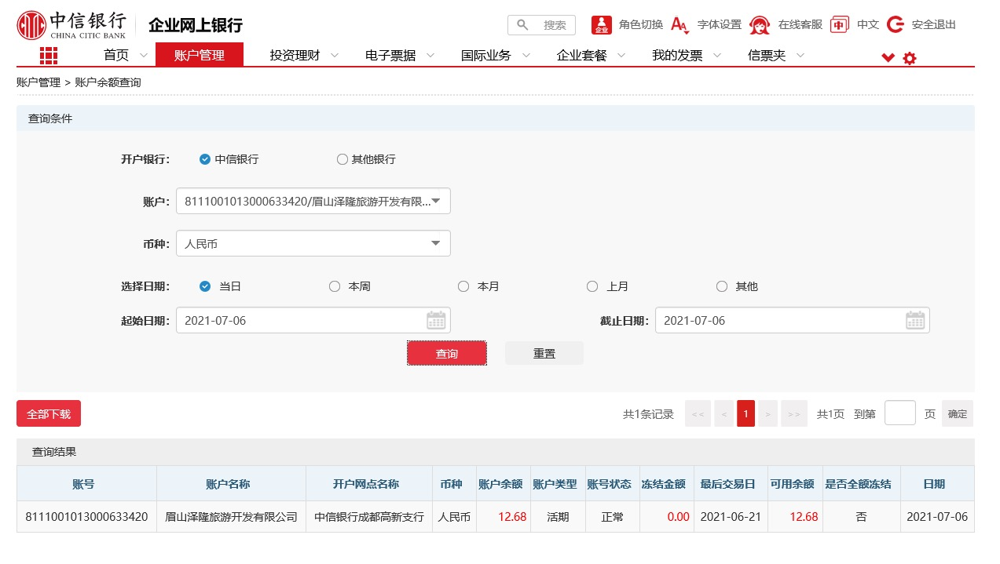 中信银行 企业网上银行 搜索 企业 角色切换 字体设置 在线客服 中 中文 安全退出
CHINA CITIC BANK
首页 账户管理 投资理财 电子票据 国际业务 企业套餐 我的发票 信票夹
账户管理 > 账户余额查询
查询条件
开户银行： 中信银行 其他银行
账户： 8111001013000633420/眉山泽隆旅游开发有限...
币种： 人民币
选择日期： 当日 本周 本月 上月 其他
起始日期： 2021-07-06 截止日期： 2021-07-06
查询 重置
全部下载 共1条记录 << < 1 > >> 共1页 到第 页 确定
查询结果
账号 账户名称 开户网点名称 币种 账户余额 账户类型 账号状态 冻结金额 最后交易日 可用余额 是否全额冻结 日期
8111001013000633420 眉山泽隆旅游开发有限公司 中信银行成都高新支行 人民币 12.68 活期 正常 0.00 2021-06-21 12.68 否 2021-07-06